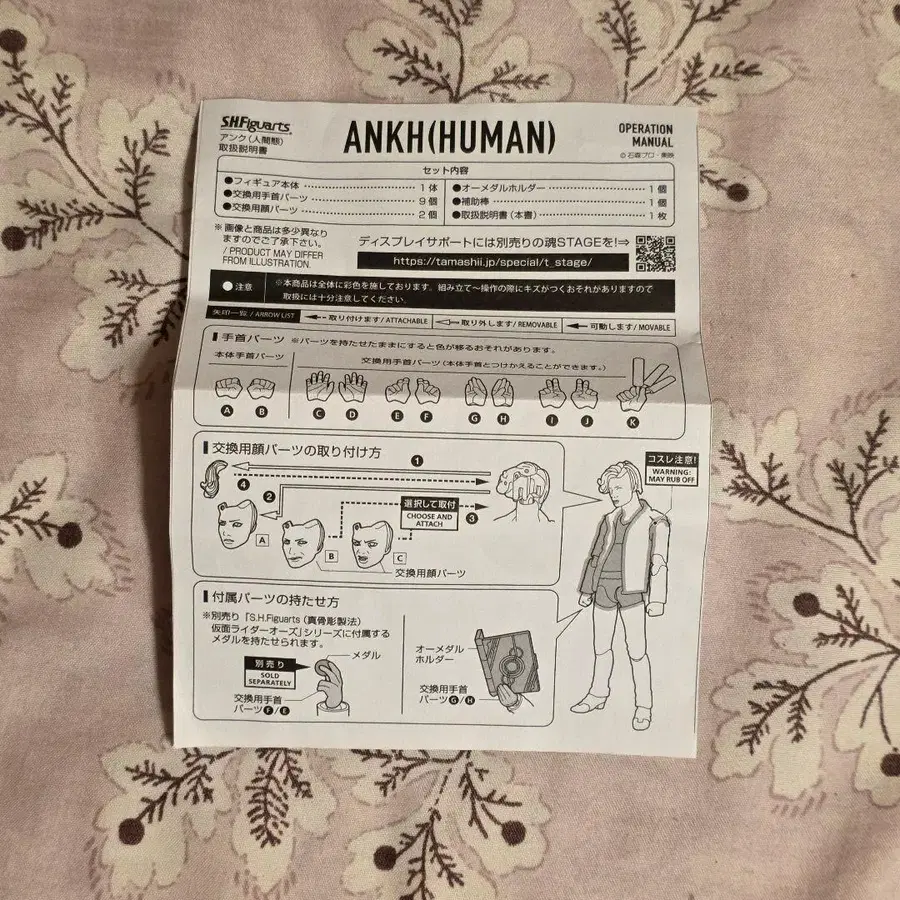 S.H.Figuarts
アンク(人間態)
取扱説明書
ANKH(HUMAN)
OPERATION
MANUAL
©石森プロ・東映
セット内容
●フィギュア本体 1体
●交換用手首パーツ 9個
●交換用顔パーツ 2個
●オーメダルホルダー 1個
●補助棒 1個
●取扱説明書(本書) 1枚
※画像と商品は多少異なり
ますのでご了承下さい。
/ PRODUCT MAY DIFFER
FROM ILLUSTRATION.
ディスプレイサポートには別売りの魂STAGEを!⇒
https://tamashii.jp/special/t_stage/
●注意
※本商品は全体に彩色を施しております。組み立て〜操作の際にキズがつくおそれがありますので
取扱には十分注意してください。
矢印一覧 / ARROW LIST
取り付けます/ATTACHABLE
取り外します/REMOVABLE
可動します/MOVABLE
手首パーツ ※パーツを持たせたままにすると色が移るおそれがあります。
本体手首パーツ
交換用手首パーツ(本体手首とつけかえることができます。)
A B C D E F G H I J K
交換用顔パーツの取り付け方
1
4
2
選択して取付
CHOOSE AND
ATTACH
3
A
B
C
交換用顔パーツ
コスレ注意!
WARNING:
MAY RUB OFF
付属パーツの持たせ方
※別売り「S.H.Figuarts(真骨彫製法)
仮面ライダーオーズ」シリーズに付属する
メダルを持たせられます。
メダル
別売り
SOLD
SEPARATELY
交換用手首
パーツF/E
オーメダル
ホルダー
交換用手首
パーツG/H